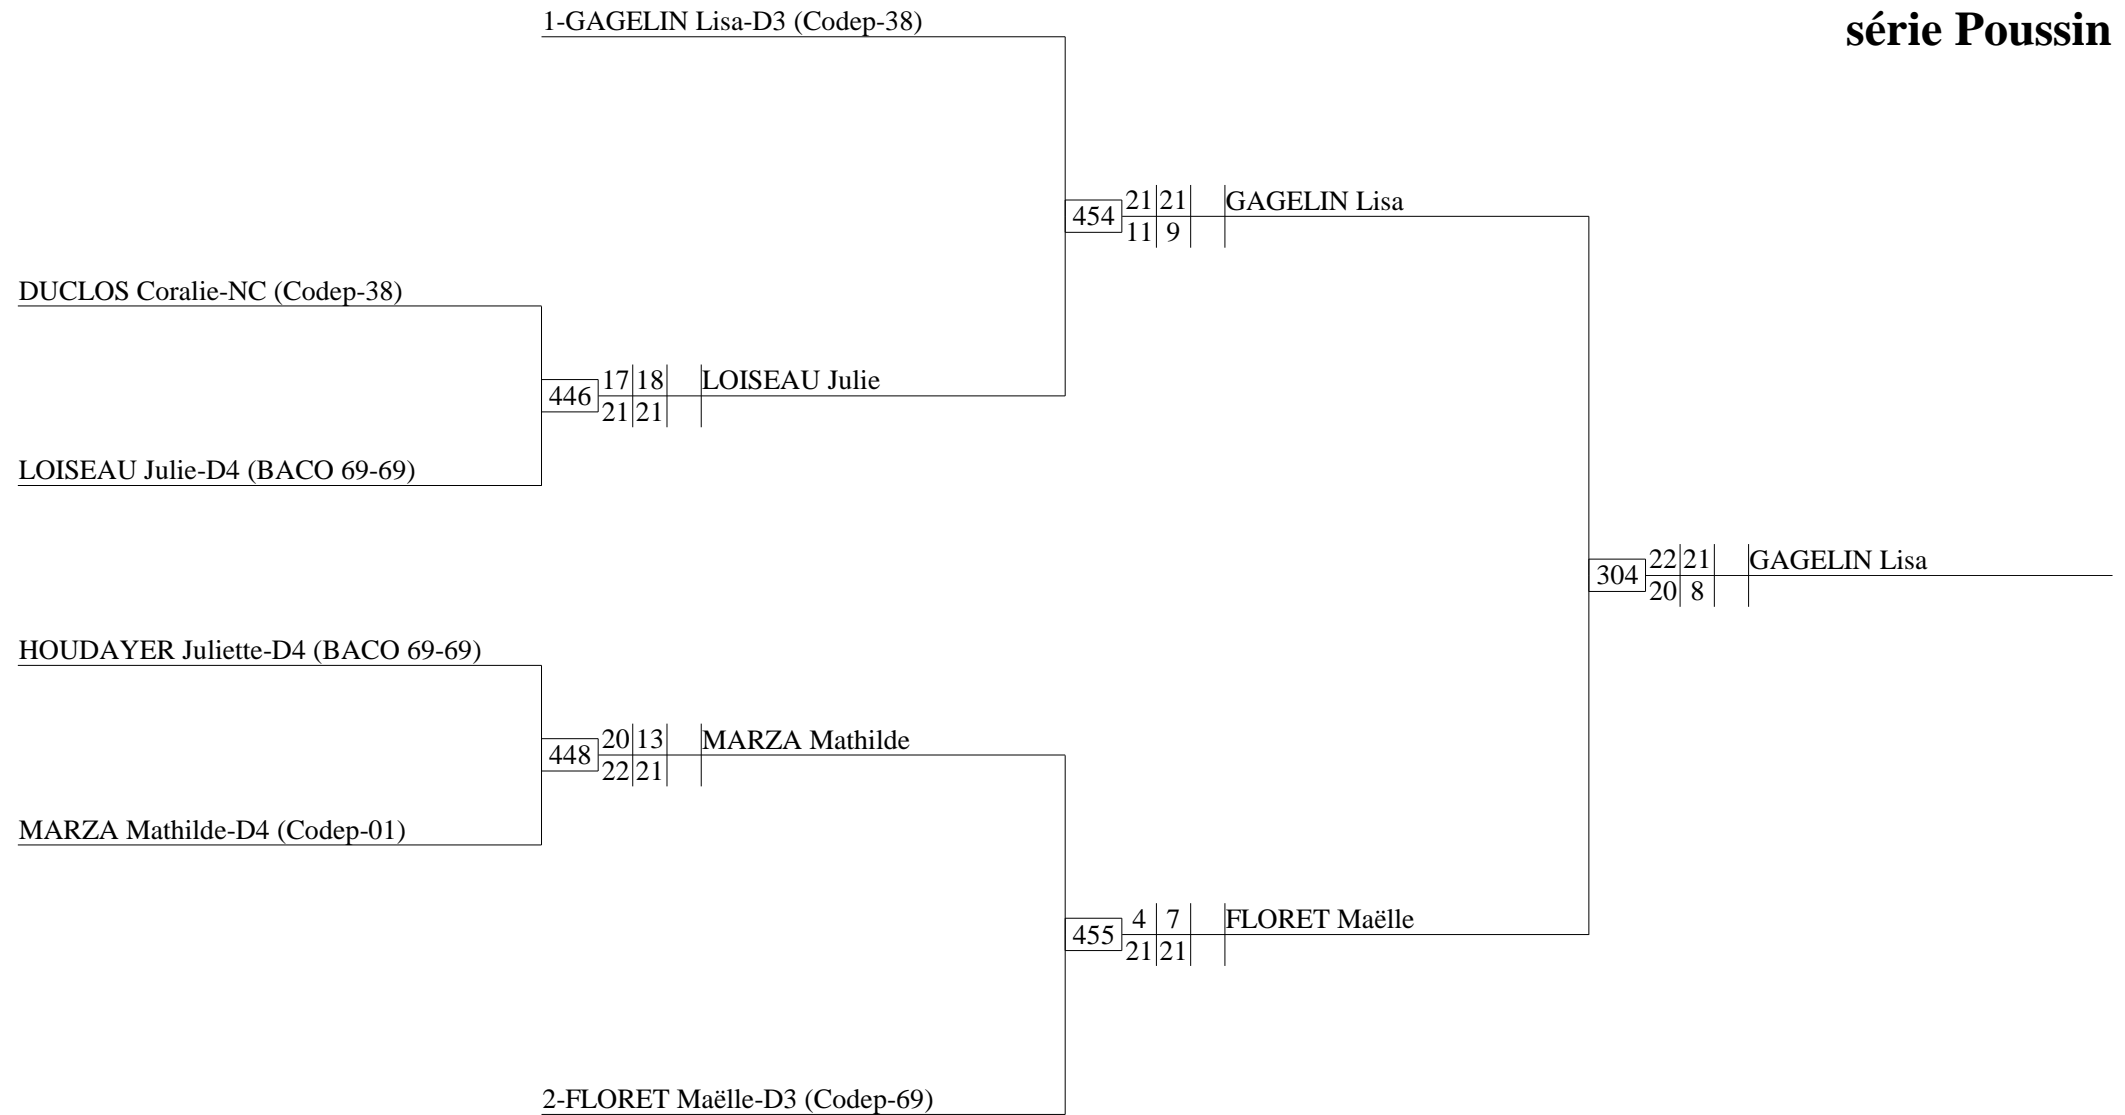 1-GAGELIN Lisa-D3 (Codep-38)
série Poussin
21 21 GAGELIN Lisa
454
11 9
DUCLOS Coralie-NC (Codep-38)
17 18 LOISEAU Julie
446
21 21
LOISEAU Julie-D4 (BACO 69-69)
22 21 GAGELIN Lisa
304
20 8
HOUDAYER Juliette-D4 (BACO 69-69)
20 13 MARZA Mathilde
448
22 21
MARZA Mathilde-D4 (Codep-01)
4 7 FLORET Maëlle
455
21 21
2-FLORET Maëlle-D3 (Codep-69)